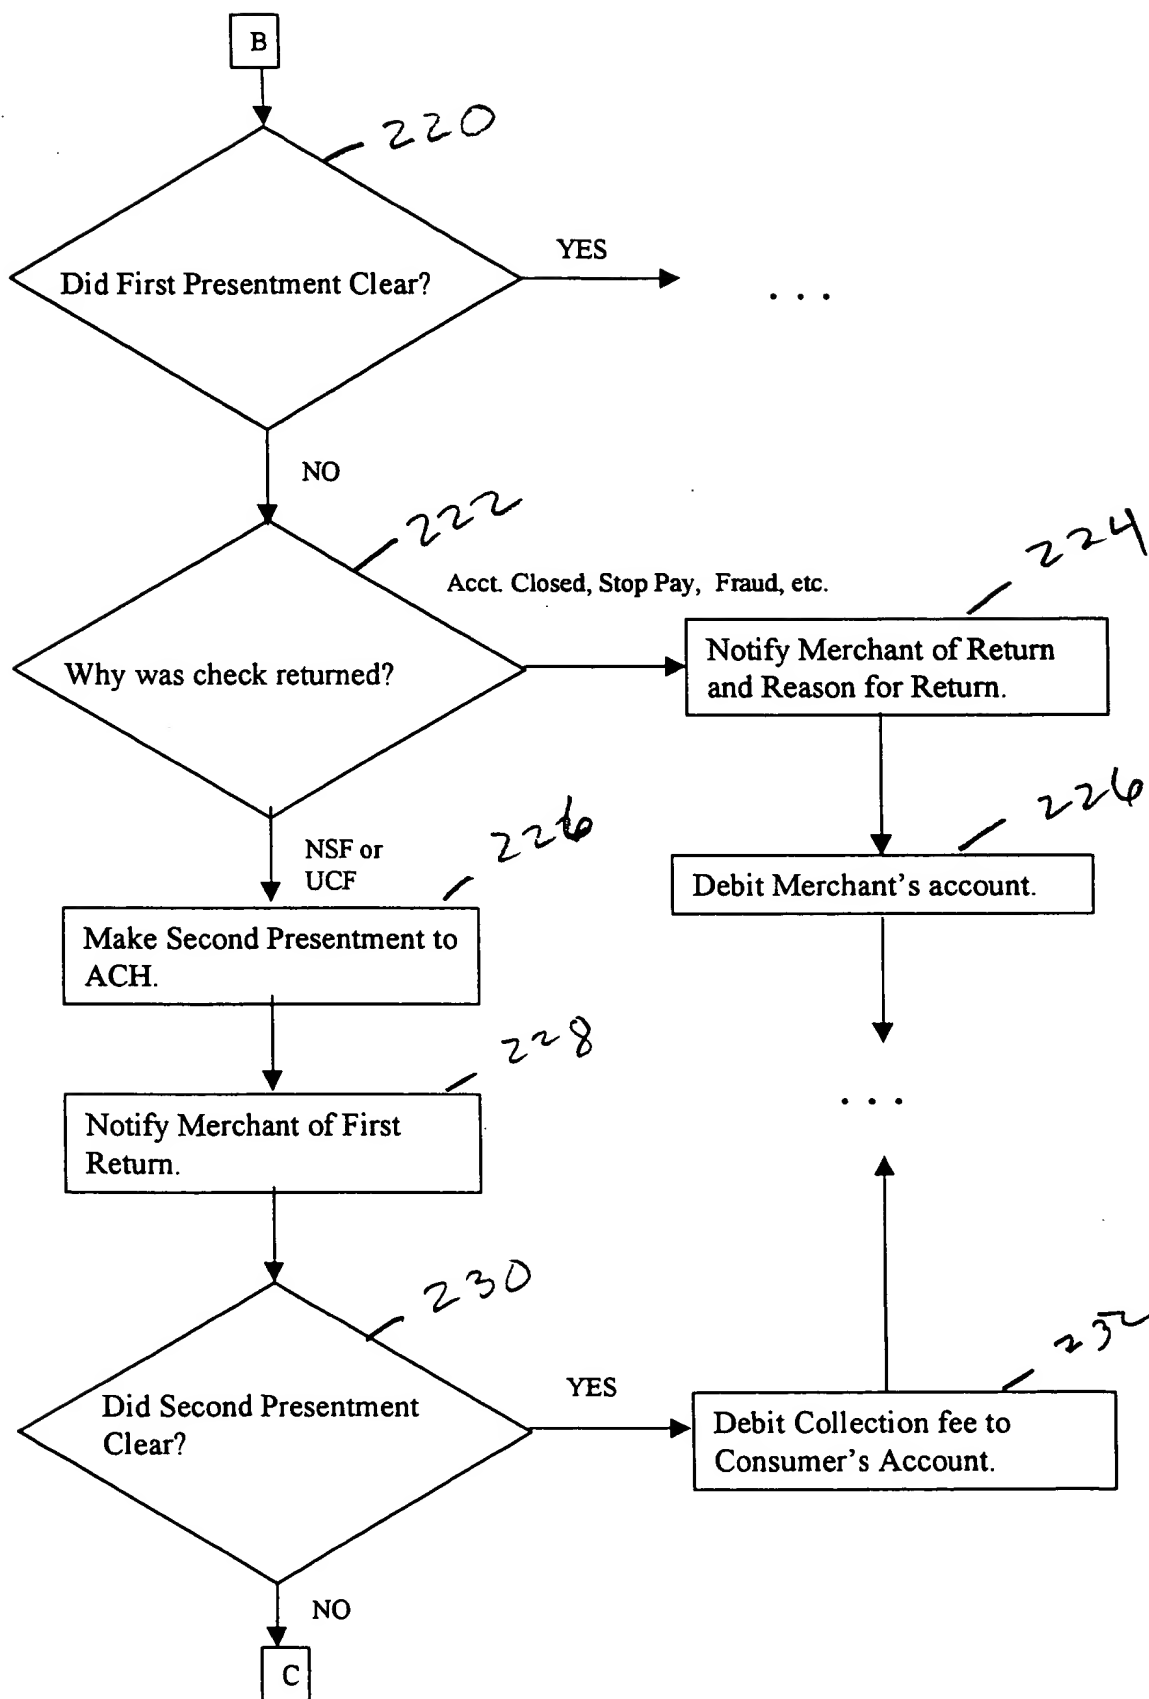 B
220
Did First Presentment Clear?
YES
. . .
NO
222
Acct. Closed, Stop Pay, Fraud, etc.
224
Why was check returned?
Notify Merchant of Return
and Reason for Return.
NSF or
UCF
226
226
Debit Merchant's account.
Make Second Presentment to
ACH.
228
Notify Merchant of First
Return.
. . .
230
Did Second Presentment
Clear?
YES
232
Debit Collection fee to
Consumer's Account.
NO
C